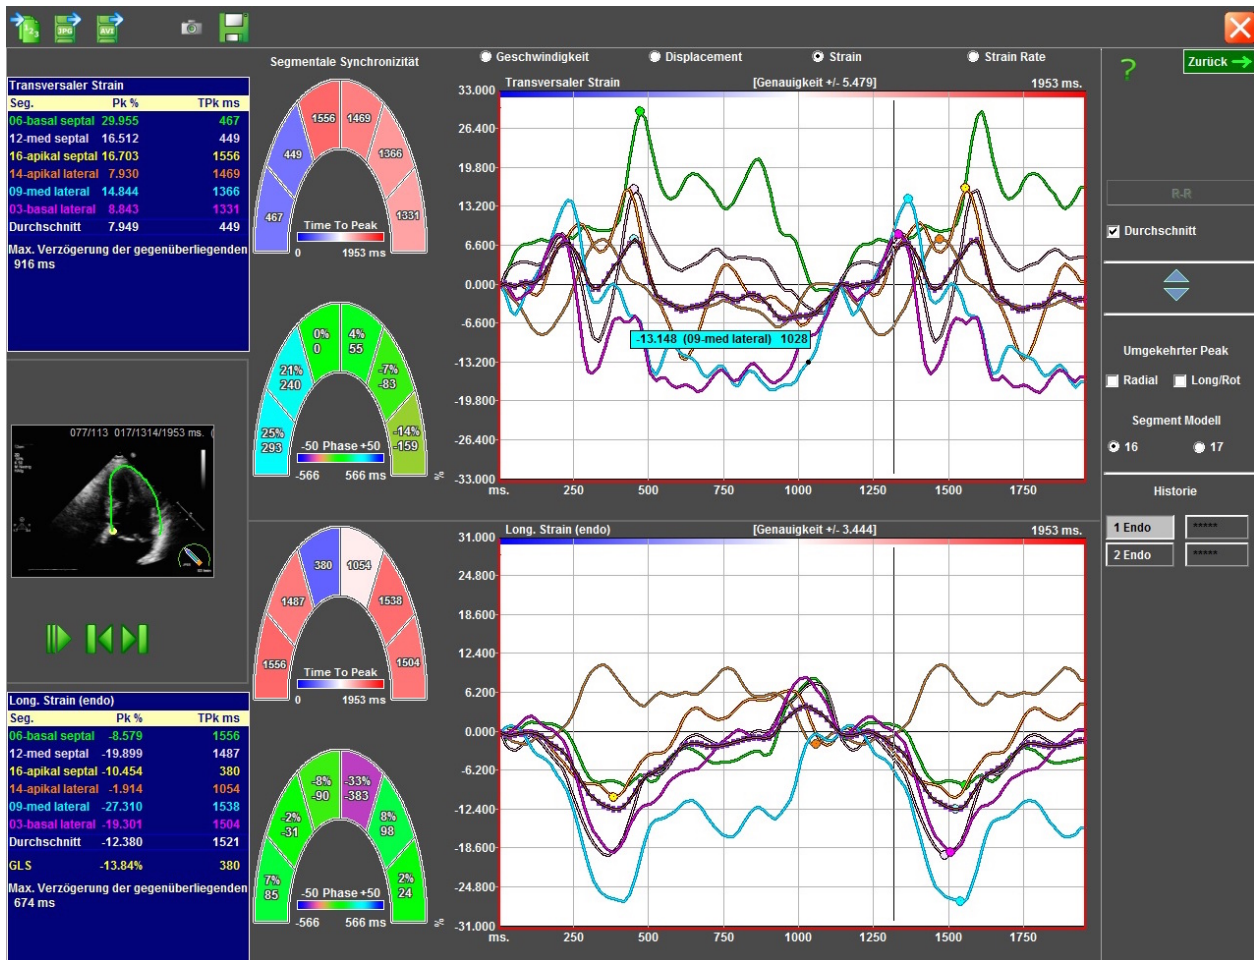 1 2 3
JPG
AVI
Segmentale Synchronizität
Geschwindigkeit
Displacement
Strain
Strain Rate
?
Zurück
Transversaler Strain
Seg. Pk % TPk ms
06-basal septal 29.955 467
12-med septal 16.512 449
16-apikal septal 16.703 1556
14-apikal lateral 7.930 1469
09-med lateral 14.844 1366
03-basal lateral 8.843 1331
Durchschnitt 7.949 449
Max. Verzögerung der gegenüberliegenden
916 ms
1556 1469
449 1366
467 1331
Time To Peak
0 1953 ms
0% 4%
0 55
21% -7%
240 -83
25% -14%
293 -159
-50 Phase +50
-566 566 ms %
Transversaler Strain [Genauigkeit +/- 5.479] 1953 ms.
33.000
26.400
19.800
13.200
6.600
0.000
-6.600
-13.200
-19.800
-26.400
-33.000
-13.148 (09-med lateral) 1028
ms. 250 500 750 1000 1250 1500 1750
R-R
Durchschnitt
Umgekehrter Peak
Radial Long/Rot
Segment Modell
16 17
Historie
1 Endo *****
2 Endo *****
077/113 017/1314/1953 ms. (
Long. Strain (endo)
Seg. Pk % TPk ms
06-basal septal -8.579 1556
12-med septal -19.899 1487
16-apikal septal -10.454 380
14-apikal lateral -1.914 1054
09-med lateral -27.310 1538
03-basal lateral -19.301 1504
Durchschnitt -12.380 1521
GLS -13.84% 380
Max. Verzögerung der gegenüberliegenden
674 ms
380 1054
1487 1538
1556 1504
Time To Peak
0 1953 ms
-8% -33%
-90 -383
-2% 8%
-31 98
7% 2%
85 24
-50 Phase +50
-566 566 ms %
Long. Strain (endo) [Genauigkeit +/- 3.444] 1953 ms.
31.000
24.800
18.600
12.400
6.200
0.000
-6.200
-12.400
-18.600
-24.800
-31.000
ms. 250 500 750 1000 1250 1500 1750